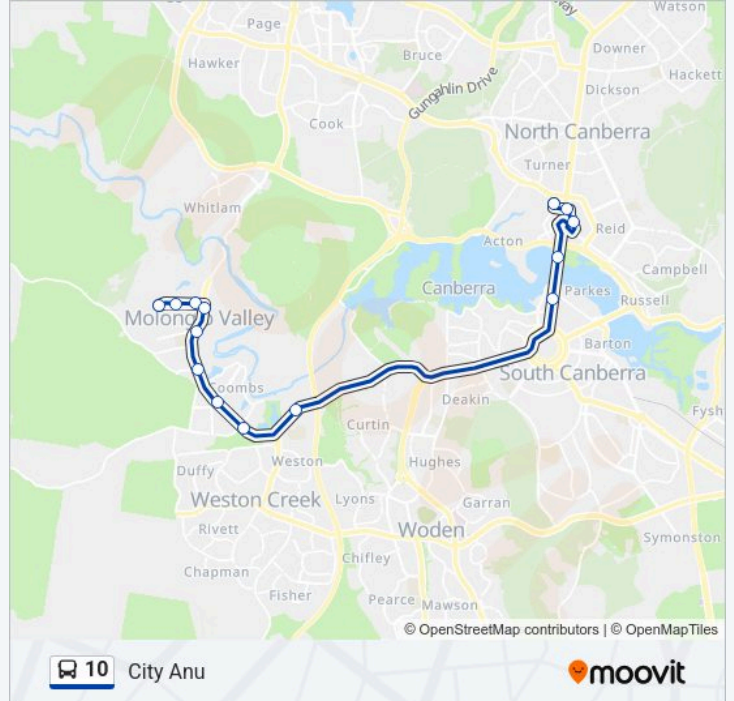 Page
way
Watson
Hawker
Bruce
Downer
Gungahlin Drive
Hackett
Dickson
Cook
North Canberra
Turner
Whitlam
Acton
Reid
Campbell
Canberra
Parkes
Russell
Molonglo Valley
Barton
South Canberra
Coombs
Deakin
Fysh
Curtin
Weston
Hughes
Duffy
Weston Creek
Lyons
Garran
Rivett
Woden
Symonston
Chifley
Chapman
Fisher
Pearce
Mawson
© OpenStreetMap contributors | © OpenMapTiles
10 City Anu
moovit